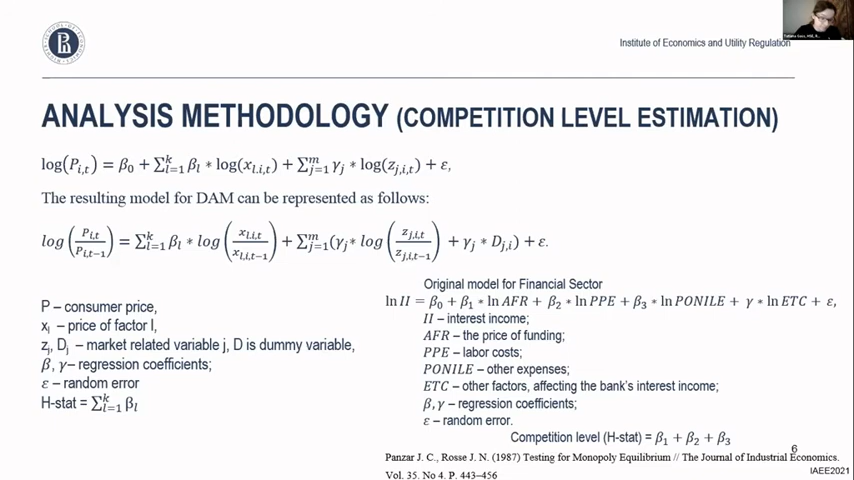 Institute of Economics and Utility Regulation
ANALYSIS METHODOLOGY (COMPETITION LEVEL ESTIMATION)
log(P_{i,t}) = β_0 + Σ_{l=1}^{k} β_l * log(x_{l.i,t}) + Σ_{j=1}^{m} γ_j * log(z_{j,i,t}) + ε,
The resulting model for DAM can be represented as follows:
log (P_{i,t} / P_{i,t−1}) = Σ_{l=1}^{k} β_l * log (x_{l,i,t} / x_{l,i,t−1}) + Σ_{j=1}^{m} (γ_j * log (z_{j,i,t} / z_{j,i,t−1}) + γ_j * D_{j,i}) + ε.
P – consumer price,
x_l – price of factor l,
z_j, D_j – market related variable j, D is dummy variable,
β, γ– regression coefficients;
ε – random error
H-stat = Σ_{l=1}^{k} β_l
Original model for Financial Sector
ln II = β_0 + β_1 * ln AFR + β_2 * ln PPE + β_3 * ln PONILE + γ * ln ETC + ε,
II – interest income;
AFR – the price of funding;
PPE – labor costs;
PONILE – other expenses;
ETC – other factors, affecting the bank's interest income;
β, γ – regression coefficients;
ε – random error.
Competition level (H-stat) = β_1 + β_2 + β_3
Panzar J. C., Rosse J. N. (1987) Testing for Monopoly Equilibrium // The Journal of Industrial Economics.
Vol. 35. No 4. P. 443–456
6
IAEE2021